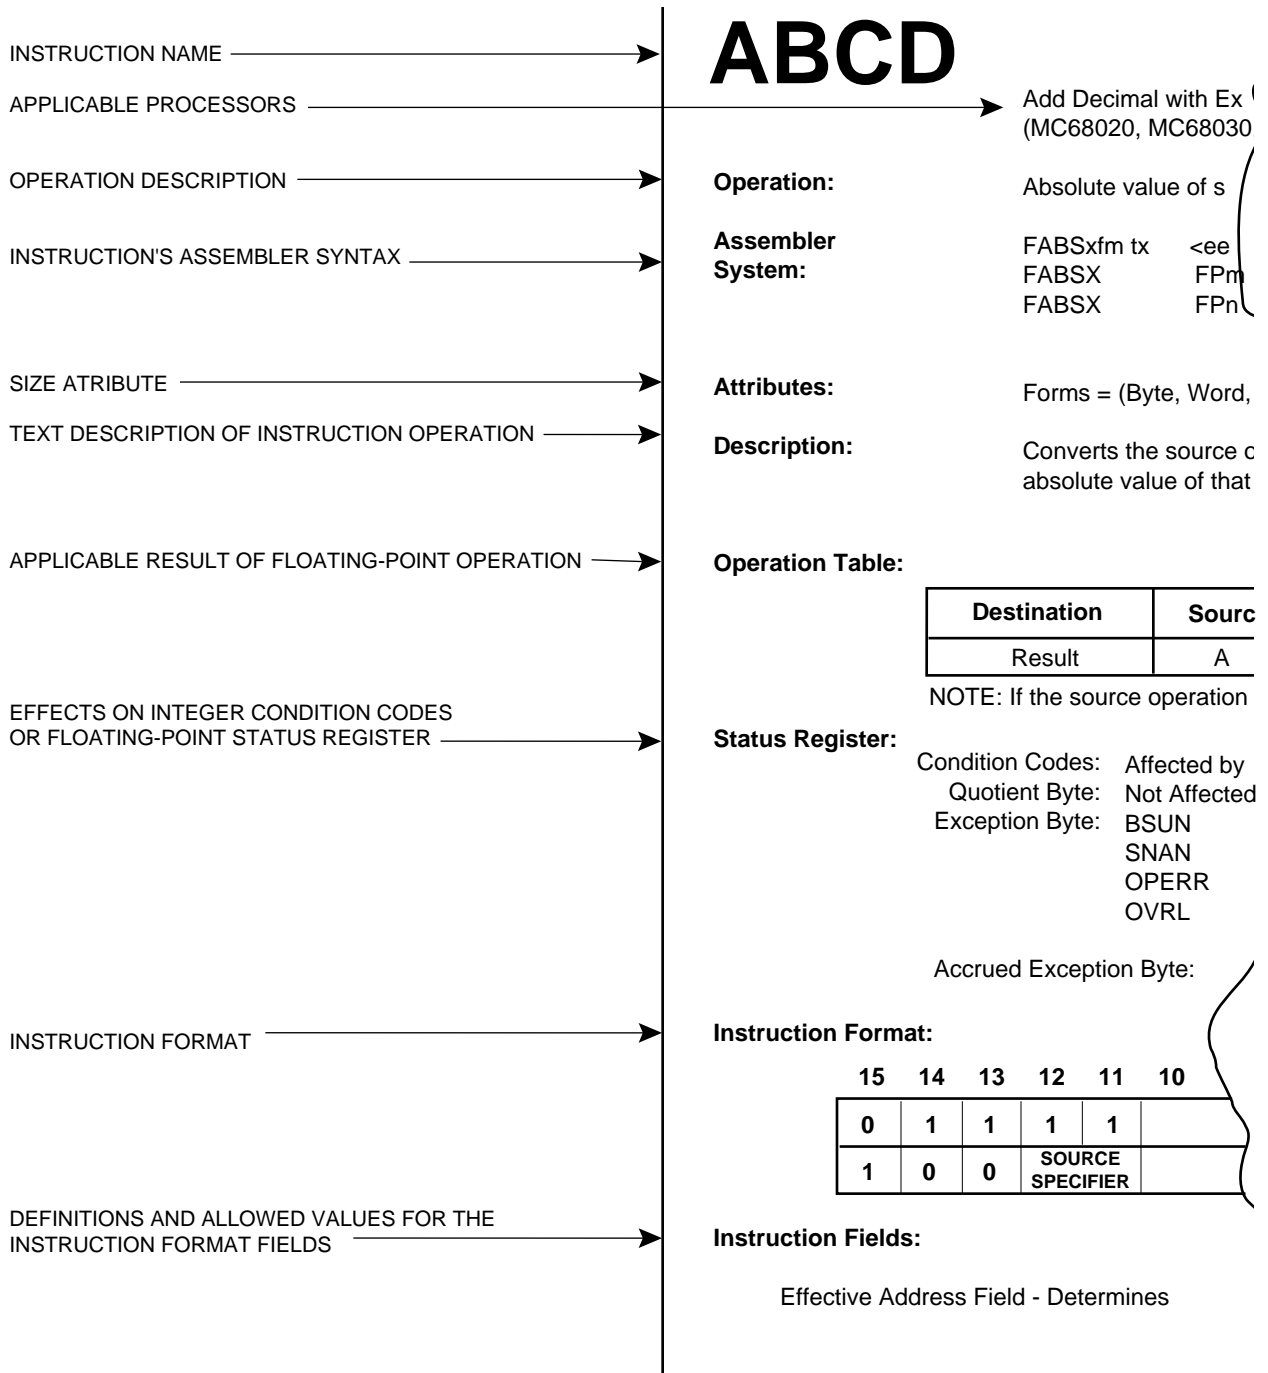 INSTRUCTION NAME
ABCD
APPLICABLE PROCESSORS
Add Decimal with Ex
(MC68020, MC68030
OPERATION DESCRIPTION
Operation:
Absolute value of s
INSTRUCTION'S ASSEMBLER SYNTAX
Assembler
System:
FABSxfm tx <ee
FABSX FPm
FABSX FPn
SIZE ATRIBUTE
Attributes:
Forms = (Byte, Word,
TEXT DESCRIPTION OF INSTRUCTION OPERATION
Description:
Converts the source
absolute value of that
APPLICABLE RESULT OF FLOATING-POINT OPERATION
Operation Table:
Destination Sourc
Result A
NOTE: If the source operation
EFFECTS ON INTEGER CONDITION CODES
OR FLOATING-POINT STATUS REGISTER
Status Register:
Condition Codes: Affected by
Quotient Byte: Not Affected
Exception Byte: BSUN
SNAN
OPERR
OVRL
Accrued Exception Byte:
INSTRUCTION FORMAT
Instruction Format:
15 14 13 12 11 10
0 1 1 1 1
1 0 0 SOURCE
SPECIFIER
DEFINITIONS AND ALLOWED VALUES FOR THE
INSTRUCTION FORMAT FIELDS
Instruction Fields:
Effective Address Field - Determines